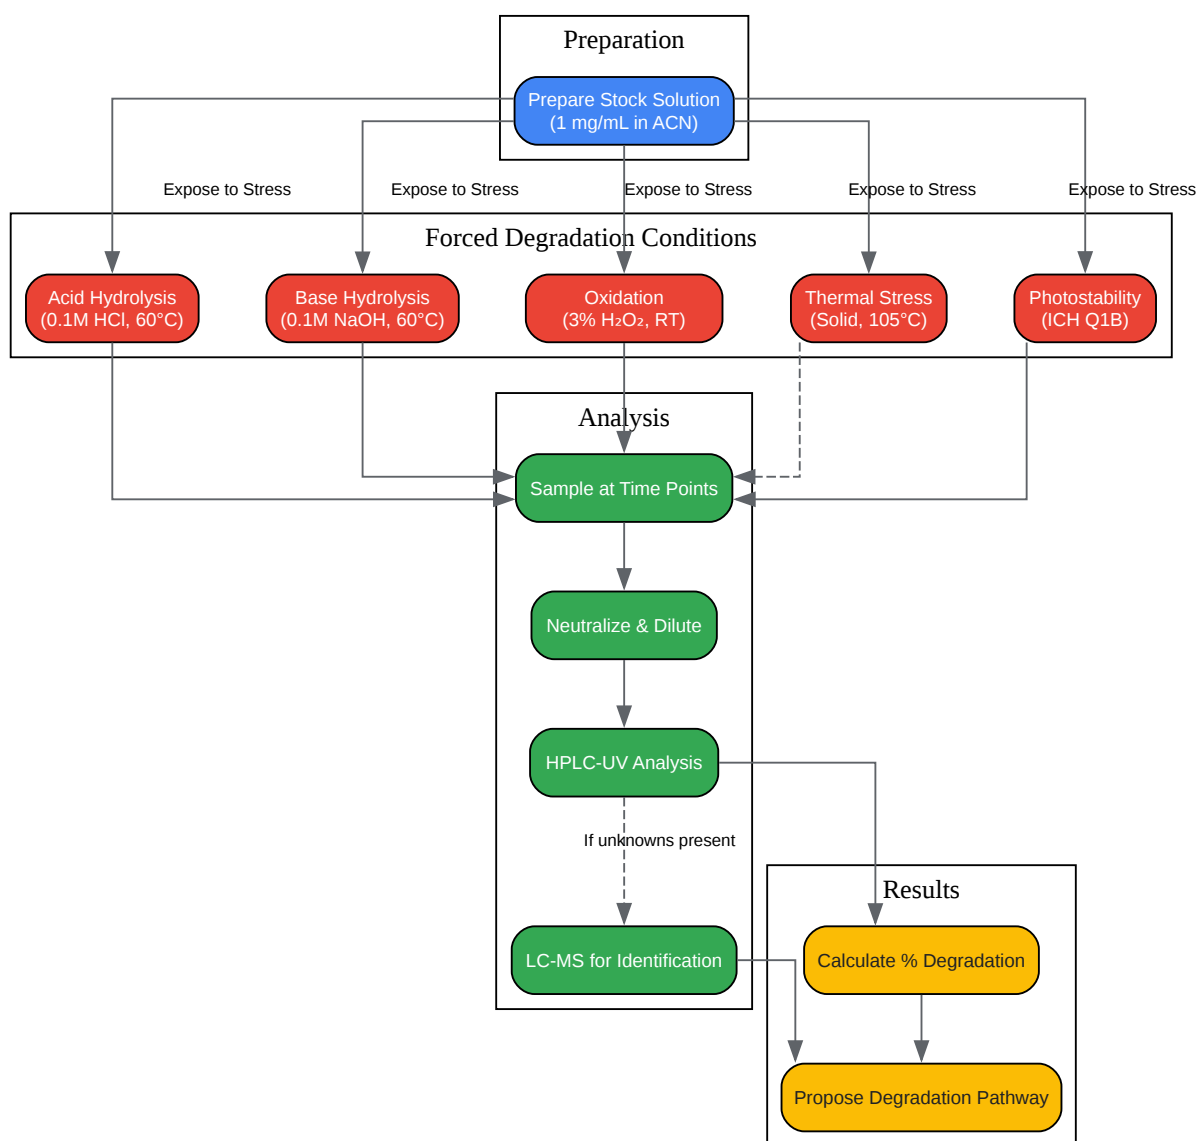 Preparation
Prepare Stock Solution
(1 mg/mL in ACN)
Expose to Stress
Expose to Stress
Expose to Stress
Expose to Stress
Expose to Stress
Forced Degradation Conditions
Acid Hydrolysis
(0.1M HCl, 60°C)
Base Hydrolysis
(0.1M NaOH, 60°C)
Oxidation
(3% H₂O₂, RT)
Thermal Stress
(Solid, 105°C)
Photostability
(ICH Q1B)
Analysis
Sample at Time Points
Neutralize & Dilute
HPLC-UV Analysis
If unknowns present
LC-MS for Identification
Results
Calculate % Degradation
Propose Degradation Pathway